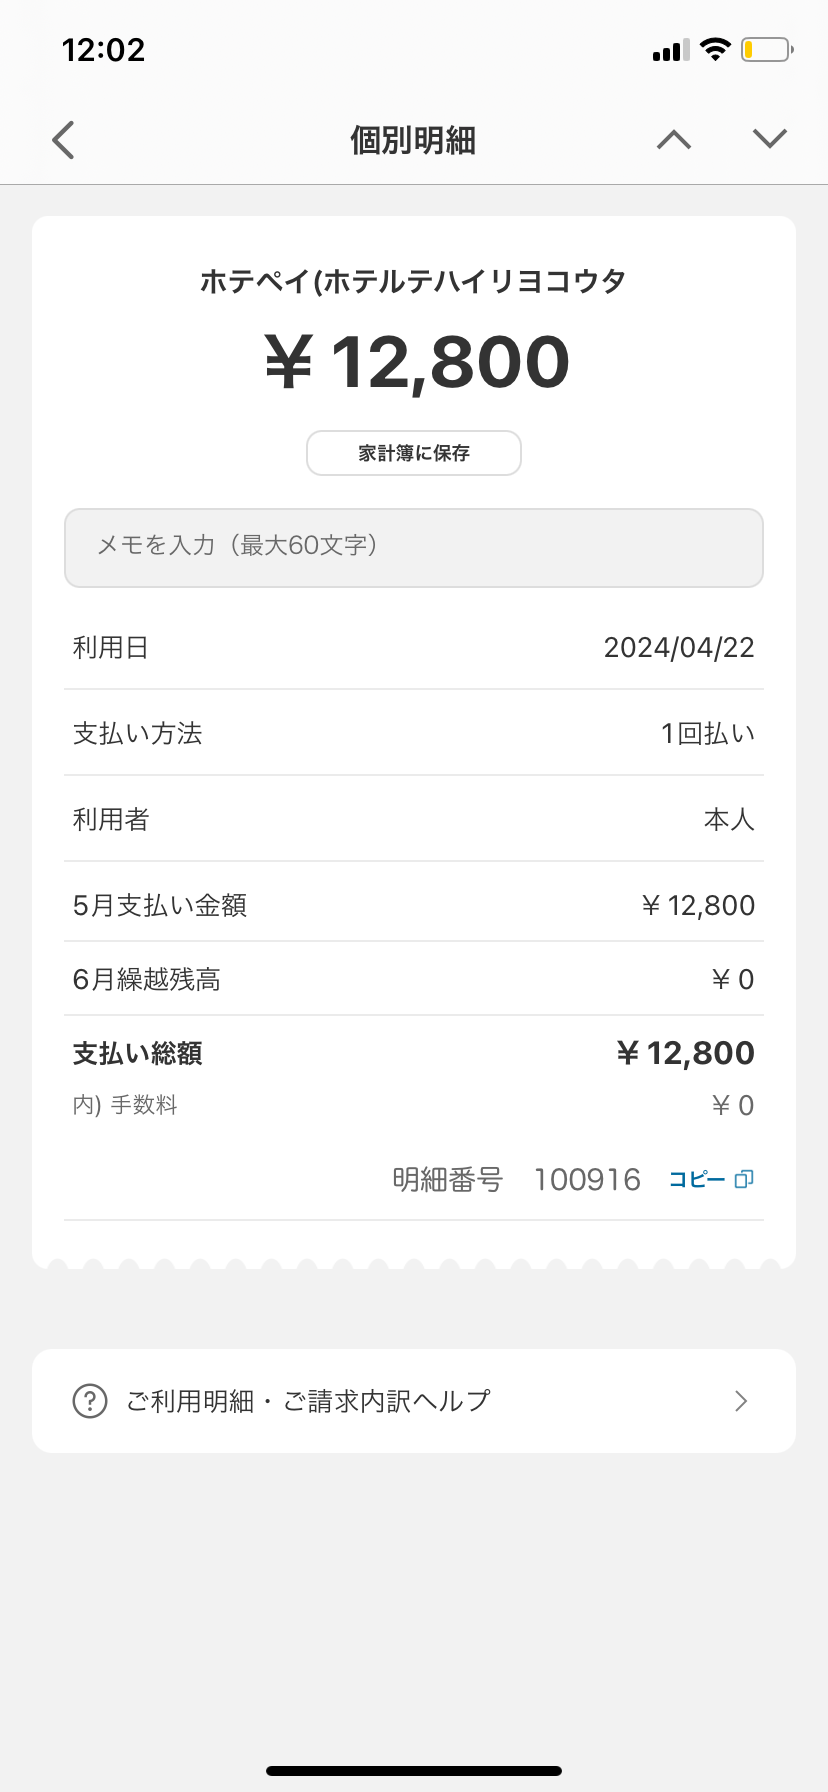 12:02
個別明細
ホテペイ(ホテルテハイリヨコウタ
¥ 12,800
家計簿に保存
メモを入力（最大60文字）
利用日 2024/04/22
支払い方法 1回払い
利用者 本人
5月支払い金額 ¥ 12,800
6月繰越残高 ¥ 0
支払い総額 ¥ 12,800
内) 手数料 ¥ 0
明細番号 100916 コピー
ご利用明細・ご請求内訳ヘルプ